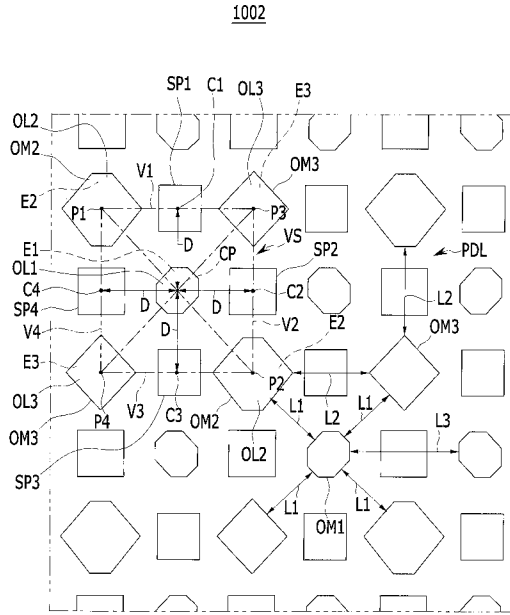 1002
SP1 C1 OL3 E3
OL2
OM2 V1 OM3
E2 P1 P3
D VS
E1 CP SP2 PDL
OL1
C4 D D C2 L2
SP4
V4 D V2 E2 OM3
E3
OL3 P2 L1 L1
P4 V3 C3 OM2 L2
OM3 OL2 L3
SP3 L1 OM1 L1